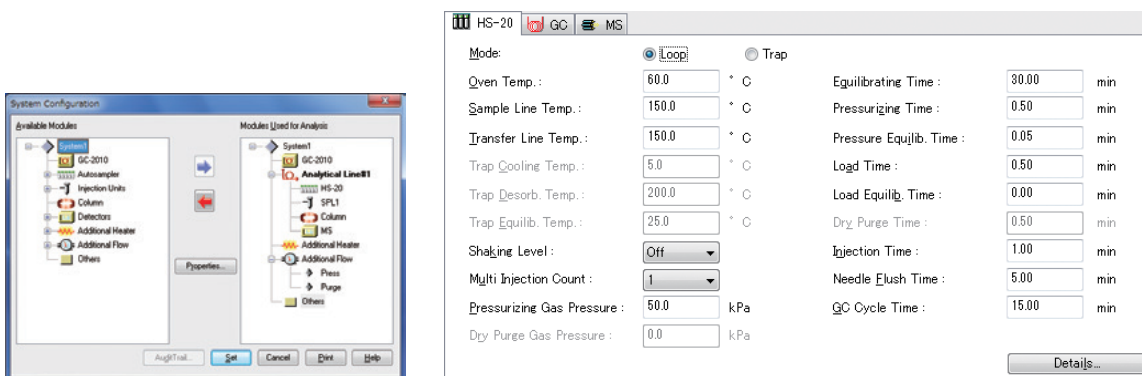 System Configuration
Available Modules
System1
GC-2010
Autosampler
Injection Units
Column
Detectors
Additional Heater
Additional Flow
Others
Properties...
Modules Used for Analysis
System1
GC-2010
Analytical Line#1
HS-20
SPL1
Column
MS
Additional Heater
Additional Flow
Press
Purge
Others
AuditTrail...
Set
Cancel
Print
Help
HS-20 GC MS
Mode: Loop Trap
Oven Temp.: 60.0 ° C Equilibrating Time : 30.00 min
Sample Line Temp.: 150.0 ° C Pressurizing Time : 0.50 min
Transfer Line Temp.: 150.0 ° C Pressure Equilib. Time : 0.05 min
Trap Cooling Temp.: 5.0 ° C Load Time : 0.50 min
Trap Desorb. Temp.: 200.0 ° C Load Equilib. Time : 0.00 min
Trap Equilib. Temp.: 25.0 ° C Dry Purge Time : 0.50 min
Shaking Level : Off Injection Time : 1.00 min
Multi Injection Count : 1 Needle Flush Time : 5.00 min
Pressurizing Gas Pressure : 50.0 kPa GC Cycle Time : 15.00 min
Dry Purge Gas Pressure : 0.0 kPa
Details...